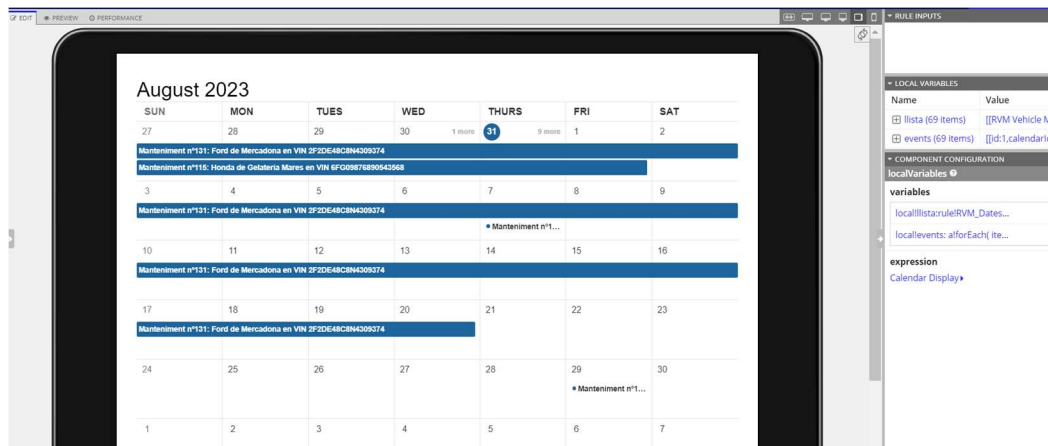 EDIT PREVIEW PERFORMANCE
RULE INPUTS
August 2023
SUN MON TUES WED THURS FRI SAT
27 28 29 30 1 more 31 9 more 1 2
Manteniment nº131: Ford de Mercadona en VIN 2F2DE48C8N4309374
Manteniment nº115: Honda de Gelateria Mares en VIN 6FG09876890543568
3 4 5 6 7 8 9
Manteniment nº131: Ford de Mercadona en VIN 2F2DE48C8N4309374
Manteniment nº1...
10 11 12 13 14 15 16
Manteniment nº131: Ford de Mercadona en VIN 2F2DE48C8N4309374
17 18 19 20 21 22 23
Manteniment nº131: Ford de Mercadona en VIN 2F2DE48C8N4309374
24 25 26 27 28 29 30
Manteniment nº1...
1 2 3 4 5 6 7
LOCAL VARIABLES
Name Value
llista (69 items) [[RVM Vehicle M
events (69 items) [[id:1,calendarI
COMPONENT CONFIGURATION
localVariables
variables
local!llista:rule!RVM_Dates...
local!events: a!forEach( ite...
expression
Calendar Display